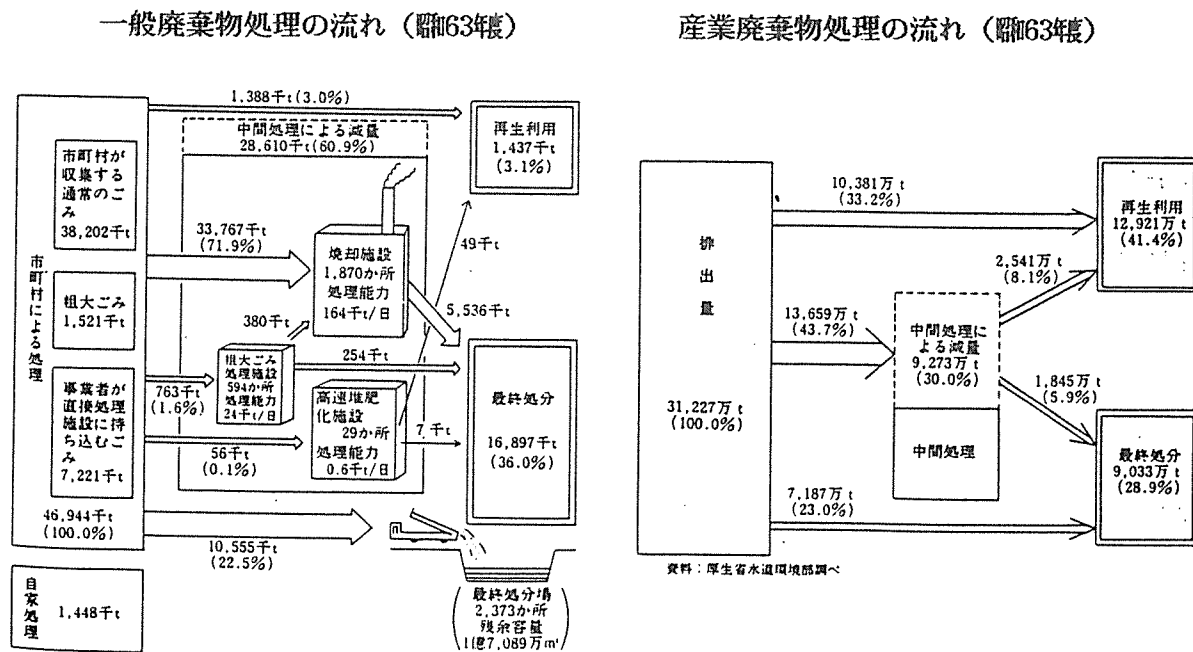 一般廃棄物処理の流れ（昭和63年度）
1,388千t(3.0%)
再生利用
1,437千t
(3.1%)
中間処理による減量
28,610千t(60.9%)
市町村による処理
市町村が
収集する
通常のご
み
38,202千t
粗大ごみ
1,521千t
事業者が
直接処理
施設に持
ち込むご
み
7,221千t
46,944千t
(100.0%)
33,767千t
(71.9%)
焼却施設
1,870か所
処理能力
164千t/日
49千t
5,536千t
380千t
粗大ごみ
処理施設
594か所
処理能力
24千t/日
254千t
763千t
(1.6%)
高速堆肥
化施設
29か所
処理能力
0.6千t/日
7千t
56千t
(0.1%)
最終処分
16,897千t
(36.0%)
10,555千t
(22.5%)
最終処分場
2,373か所
残余容量
1億7,089万m³
自家処理
1,448千t
産業廃棄物処理の流れ（昭和63年度）
排出量
31,227万t
(100.0%)
10,381万t
(33.2%)
再生利用
12,921万t
(41.4%)
2,541万t
(8.1%)
13,659万t
(43.7%)
中間処理に
よる減量
9,273万t
(30.0%)
中間処理
1,845万t
(5.9%)
最終処分
9,033万t
(28.9%)
7,187万t
(23.0%)
資料：厚生省水道環境部調べ